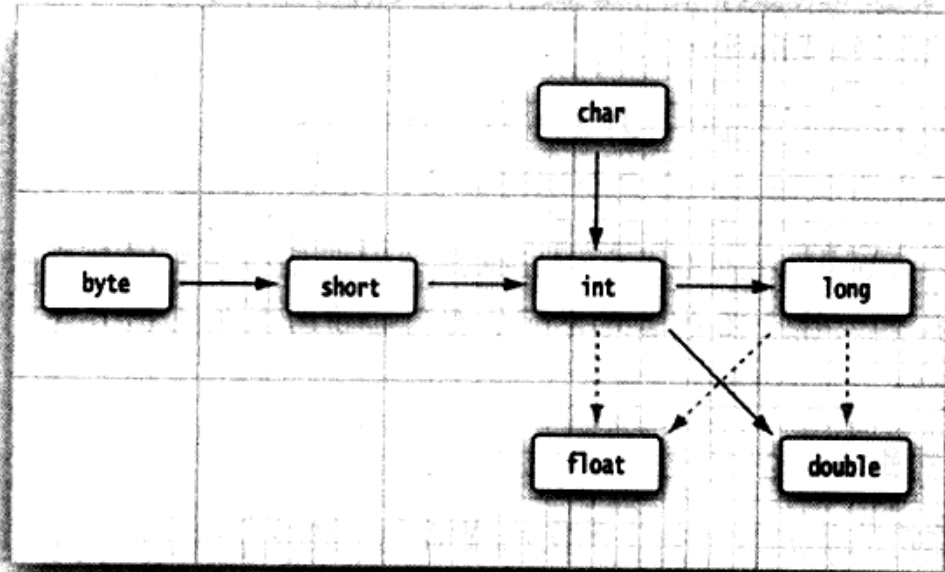 char
byte
short
int
long
float
double